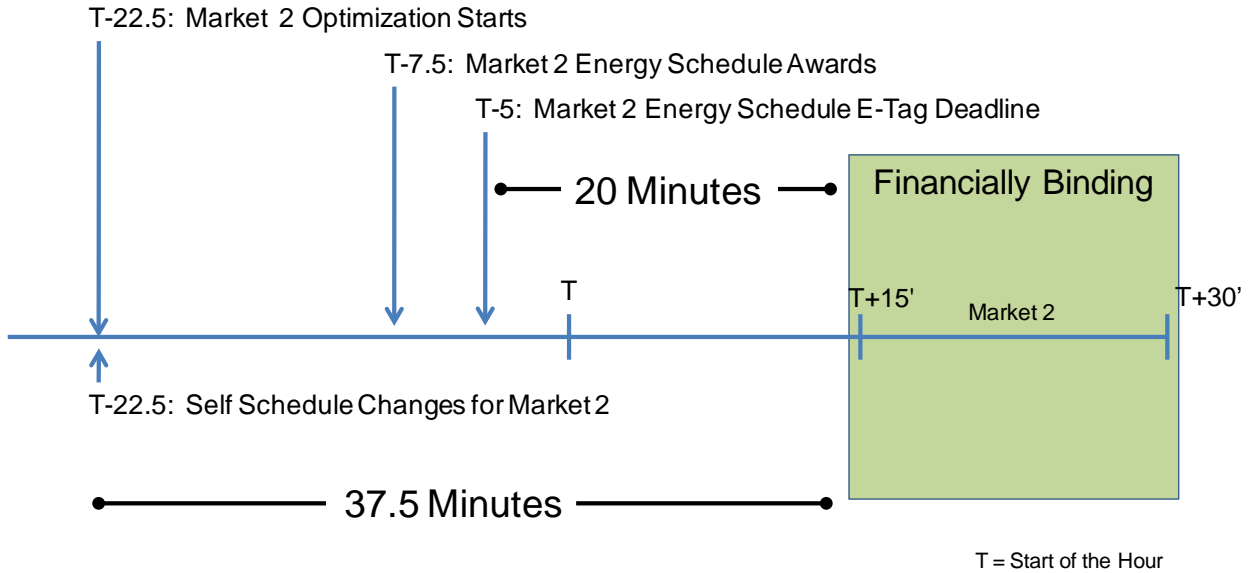 T-22.5: Market 2 Optimization Starts
T-7.5: Market 2 Energy Schedule Awards
T-5: Market 2 Energy Schedule E-Tag Deadline
20 Minutes
Financially Binding
T
T+15'
Market 2
T+30’
T-22.5: Self Schedule Changes for Market 2
37.5 Minutes
T = Start of the Hour